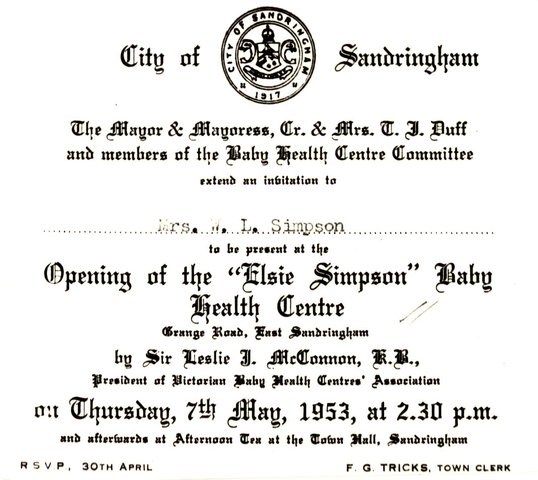 CITY OF SANDRINGHAM
1917
City of Sandringham
The Mayor & Mayoress, Cr. & Mrs. T. J. Duff
and members of the Baby Health Centre Committee
extend an invitation to
Mrs. W. L. Simpson
to be present at the
Opening of the "Elsie Simpson" Baby
Health Centre
Grange Road, East Sandringham
by Sir Leslie J. McConnon, K.B.,
President of Victorian Baby Health Centres' Association
on Thursday, 7th May, 1953, at 2.30 p.m.
and afterwards at Afternoon Tea at the Town Hall, Sandringham
RSVP, 30TH APRIL F. G. TRICKS, TOWN CLERK